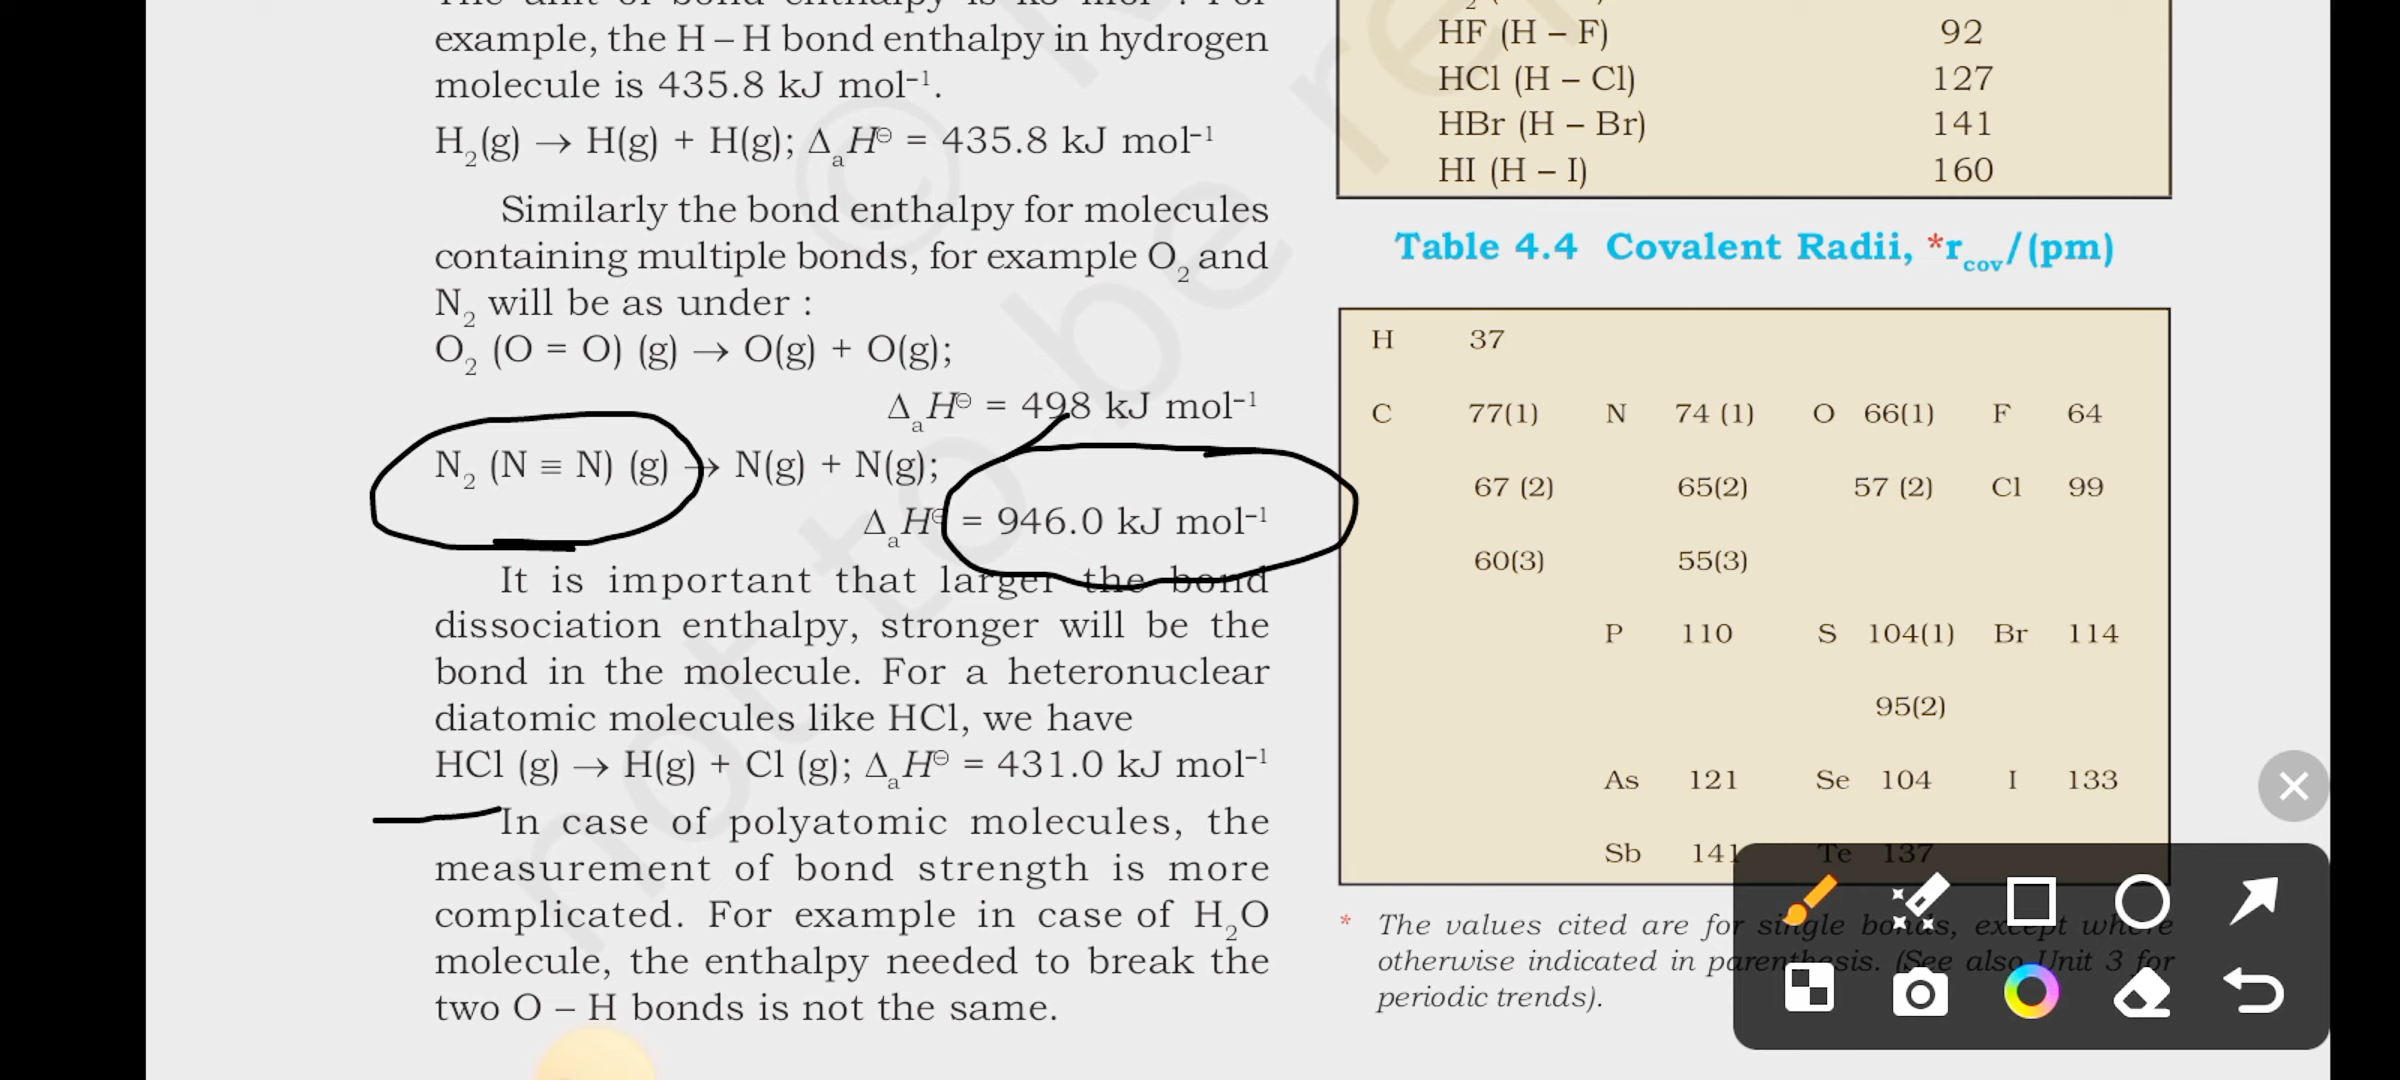 example, the H – H bond enthalpy in hydrogen
molecule is 435.8 kJ mol⁻¹.
H₂(g) → H(g) + H(g); ΔₐH⊖ = 435.8 kJ mol⁻¹
Similarly the bond enthalpy for molecules
containing multiple bonds, for example O₂ and
N₂ will be as under :
O₂ (O = O) (g) → O(g) + O(g);
ΔₐH⊖ = 498 kJ mol⁻¹
N₂ (N ≡ N) (g) → N(g) + N(g);
ΔₐH⊖ = 946.0 kJ mol⁻¹
It is important that larger the bond
dissociation enthalpy, stronger will be the
bond in the molecule. For a heteronuclear
diatomic molecules like HCl, we have
HCl (g) → H(g) + Cl (g); ΔₐH⊖ = 431.0 kJ mol⁻¹
In case of polyatomic molecules, the
measurement of bond strength is more
complicated. For example in case of H₂O
molecule, the enthalpy needed to break the
two O – H bonds is not the same.
HF (H – F) 92
HCl (H – Cl) 127
HBr (H – Br) 141
HI (H – I) 160
Table 4.4 Covalent Radii, *r_cov/(pm)
H 37
C 77(1) N 74 (1) O 66(1) F 64
67 (2) 65(2) 57 (2) Cl 99
60(3) 55(3)
P 110 S 104(1) Br 114
95(2)
As 121 Se 104 I 133
Sb 141 Te 137
* The values cited are for single bonds, except where
otherwise indicated in parenthesis. (See also Unit 3 for
periodic trends).
not to be re
©